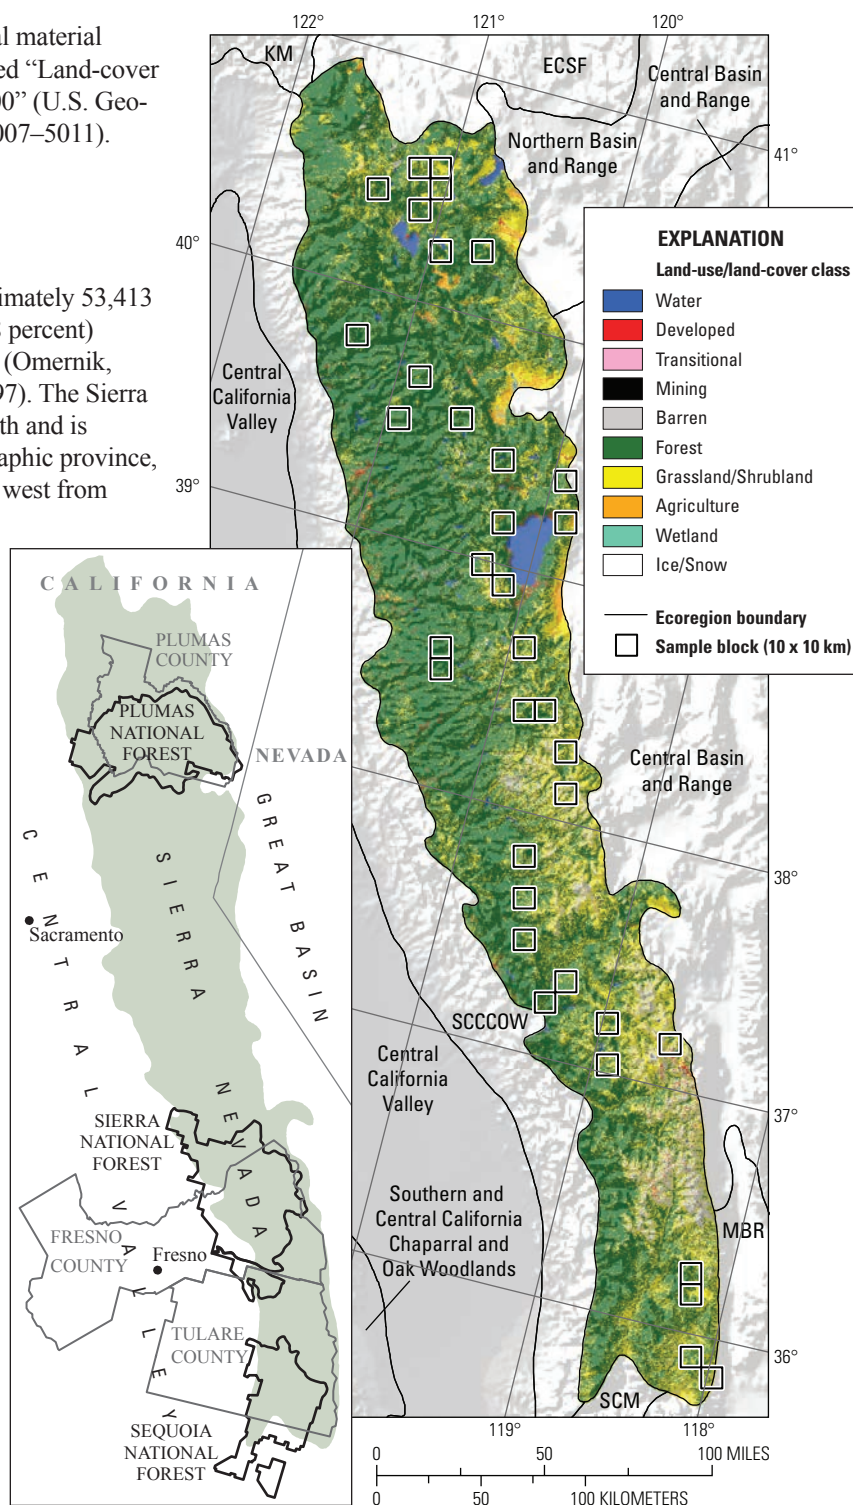 al material
ed “Land-cover
00” (U.S. Geo-
007–5011).
imately 53,413
percent)
(Omernik,
97). The Sierra
th and is
aphic province,
west from
122°
121°
120°
KM
ECSF
Central Basin
and Range
Northern Basin
and Range
41°
40°
39°
38°
37°
36°
Central
California
Valley
EXPLANATION
Land-use/land-cover class
Water
Developed
Transitional
Mining
Barren
Forest
Grassland/Shrubland
Agriculture
Wetland
Ice/Snow
Ecoregion boundary
Sample block (10 x 10 km)
Central Basin
and Range
SCCCOW
Central
California
Valley
Southern and
Central California
Chaparral and
Oak Woodlands
MBR
SCM
119°
118°
0 50 100 MILES
0 50 100 KILOMETERS
CALIFORNIA
PLUMAS
COUNTY
PLUMAS
NATIONAL
FOREST
NEVADA
GREAT BASIN
CENTRAL VALLEY
SIERRA NEVADA
Sacramento
SIERRA
NATIONAL
FOREST
FRESNO
COUNTY
Fresno
TULARE
COUNTY
SEQUOIA
NATIONAL
FOREST